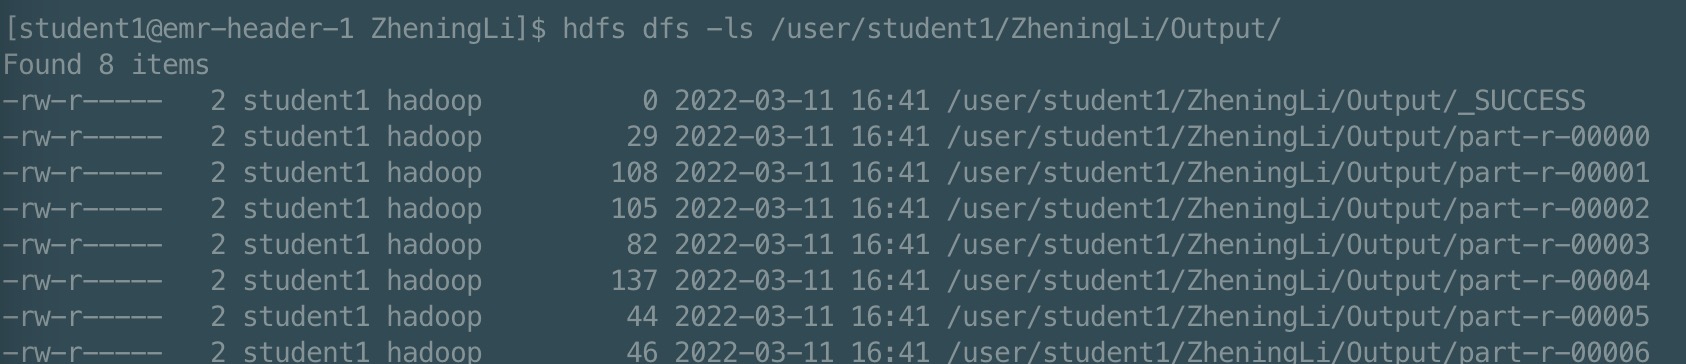 [student1@emr-header-1 ZheningLi]$ hdfs dfs -ls /user/student1/ZheningLi/Output/
Found 8 items
-rw-r-----   2 student1 hadoop          0 2022-03-11 16:41 /user/student1/ZheningLi/Output/_SUCCESS
-rw-r-----   2 student1 hadoop         29 2022-03-11 16:41 /user/student1/ZheningLi/Output/part-r-00000
-rw-r-----   2 student1 hadoop        108 2022-03-11 16:41 /user/student1/ZheningLi/Output/part-r-00001
-rw-r-----   2 student1 hadoop        105 2022-03-11 16:41 /user/student1/ZheningLi/Output/part-r-00002
-rw-r-----   2 student1 hadoop         82 2022-03-11 16:41 /user/student1/ZheningLi/Output/part-r-00003
-rw-r-----   2 student1 hadoop        137 2022-03-11 16:41 /user/student1/ZheningLi/Output/part-r-00004
-rw-r-----   2 student1 hadoop         44 2022-03-11 16:41 /user/student1/ZheningLi/Output/part-r-00005
-rw-r-----   2 student1 hadoop         46 2022-03-11 16:41 /user/student1/ZheningLi/Output/part-r-00006